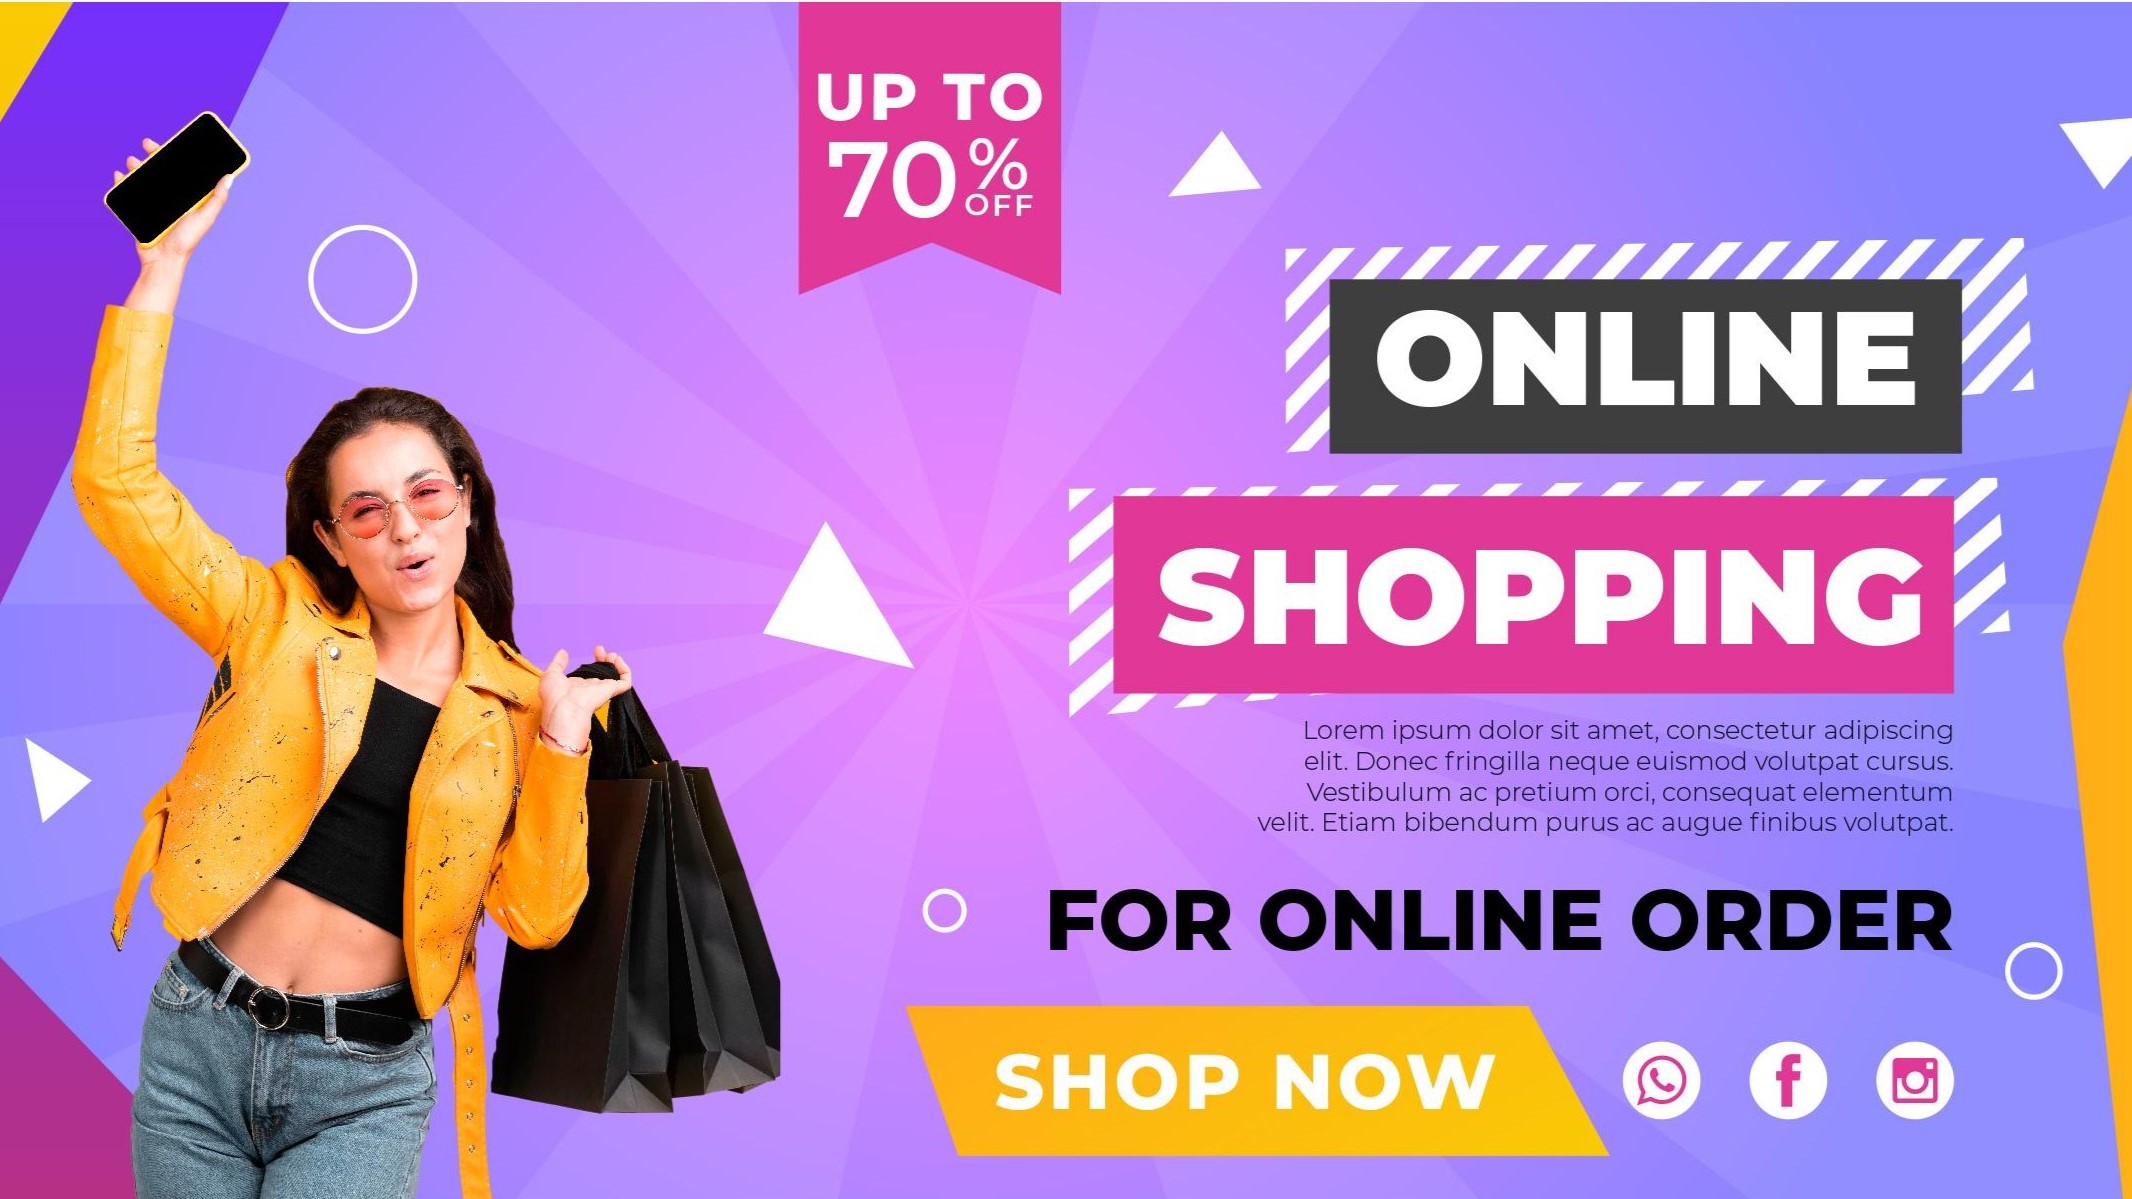 UP TO
70%
OFF
ONLINE
SHOPPING
Lorem ipsum dolor sit amet, consectetur adipiscing
elit. Donec fringilla neque euismod volutpat cursus.
Vestibulum ac pretium orci, consequat elementum
velit. Etiam bibendum purus ac augue finibus volutpat.
FOR ONLINE ORDER
SHOP NOW